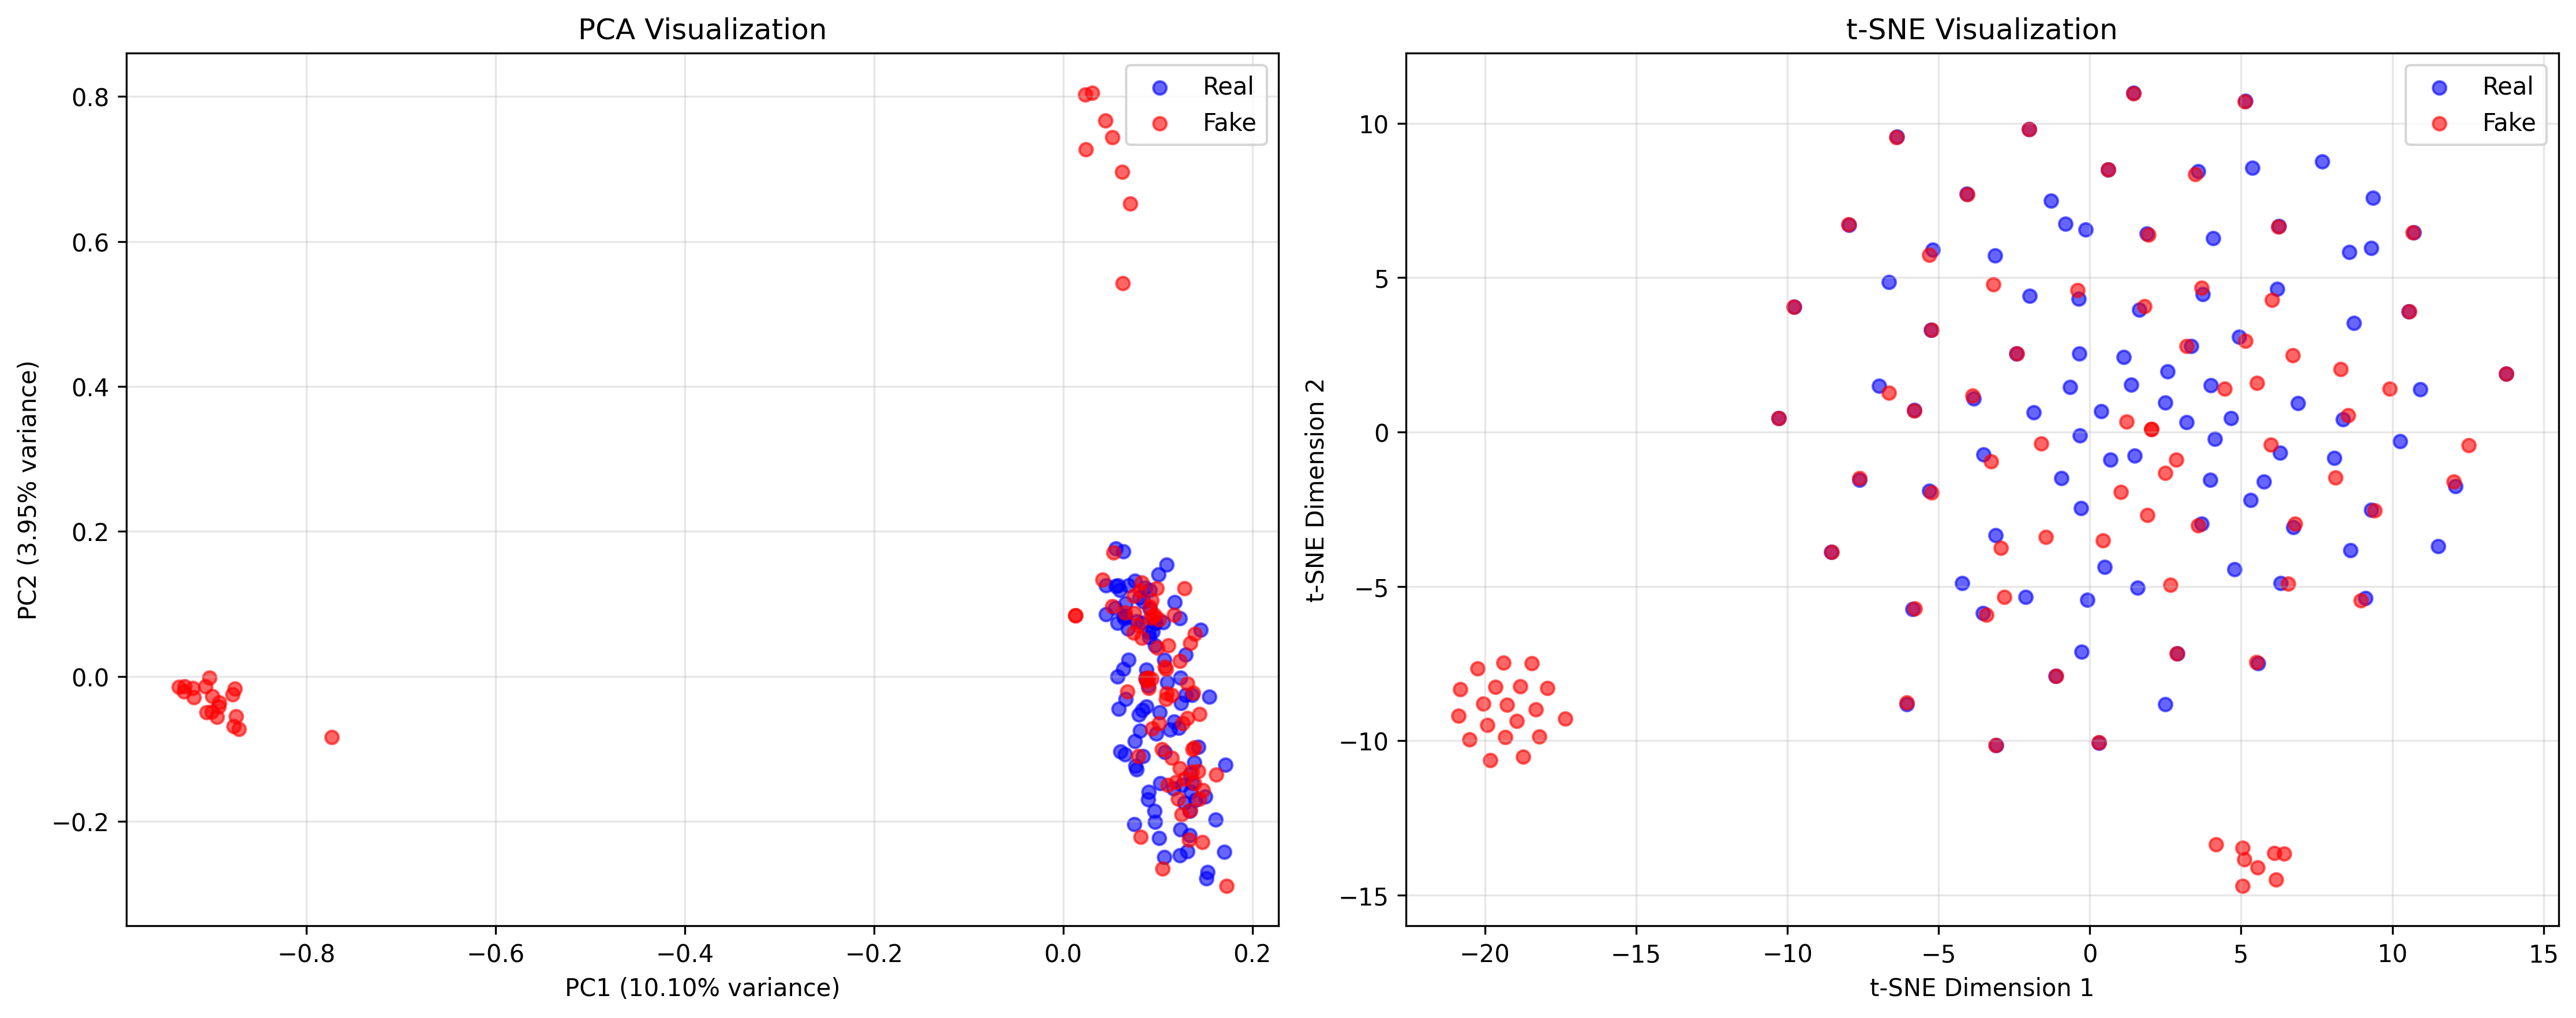 PCA Visualization
Real
Fake
0.8
0.6
0.4
0.2
0.0
−0.2
PC2 (3.95% variance)
−0.8
−0.6
−0.4
−0.2
0.0
0.2
PC1 (10.10% variance)
t-SNE Visualization
Real
Fake
10
5
0
−5
−10
−15
t-SNE Dimension 2
−20
−15
−10
−5
0
5
10
15
t-SNE Dimension 1